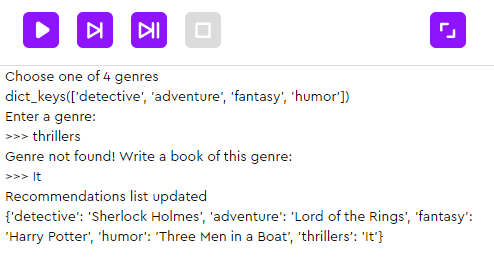 Choose one of 4 genres
dict_keys(['detective', 'adventure', 'fantasy', 'humor'])
Enter a genre:
>>> thrillers
Genre not found! Write a book of this genre:
>>> It
Recommendations list updated
{'detective': 'Sherlock Holmes', 'adventure': 'Lord of the Rings', 'fantasy':
'Harry Potter', 'humor': 'Three Men in a Boat', 'thrillers': 'It'}